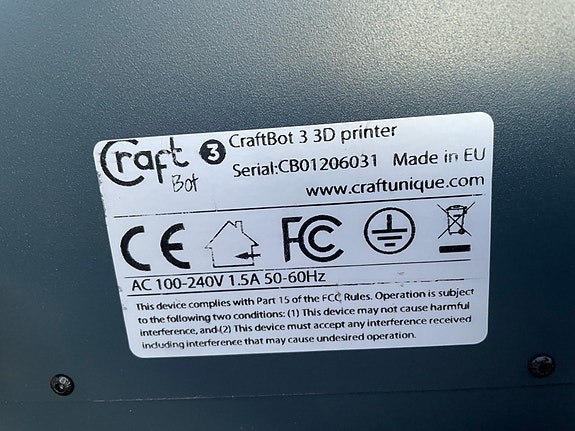 Craft
Bot
3 CraftBot 3 3D printer
Serial:CB01206031 Made in EU
www.craftunique.com
CE FC
AC 100-240V 1.5A 50-60Hz
This device complies with Part 15 of the FCC Rules. Operation is subject
to the following two conditions: (1) This device may not cause harmful
interference, and (2) This device must accept any interference received
including interference that may cause undesired operation.